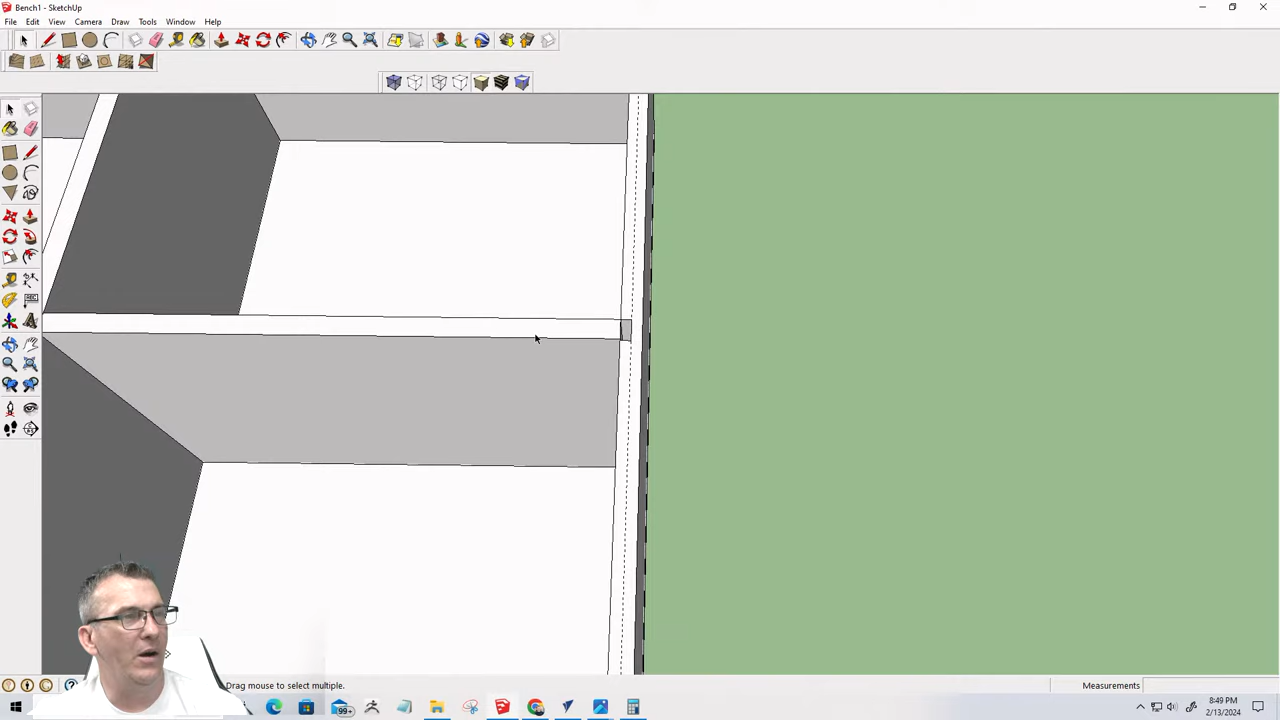 Bench1 - SketchUp
File Edit View Camera Draw Tools Window Help
Drag mouse to select multiple.
Measurements
99+
8:49 PM
2/13/2024